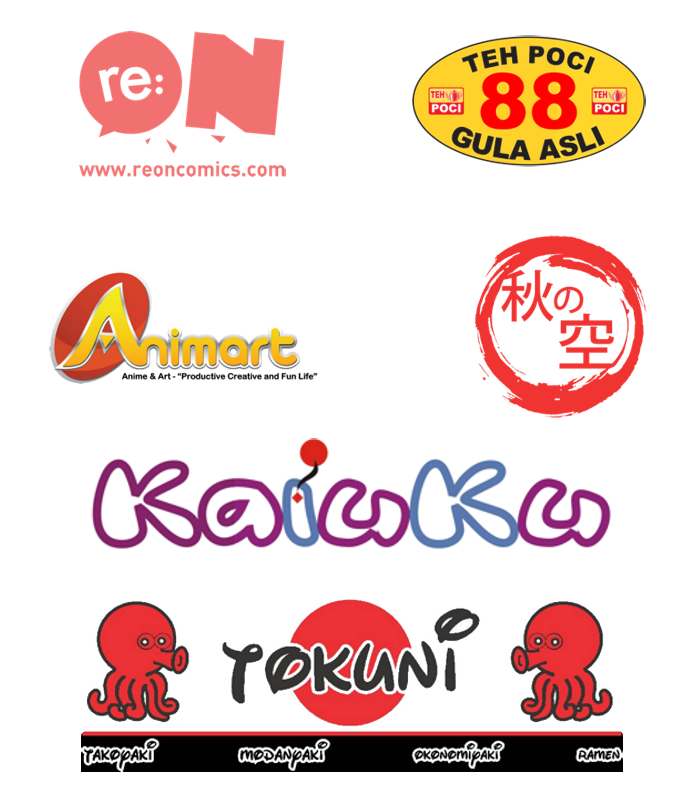 re:ON
www.reoncomics.com
TEH POCI
88
TEH POCI
TEH POCI
GULA ASLI
Animart
Anime & Art - "Productive Creative and Fun Life"
秋の
空
KaiuKu
TOKUNI
TAKOYAKI MODANYAKI OKONOMIYAKI RAMEN